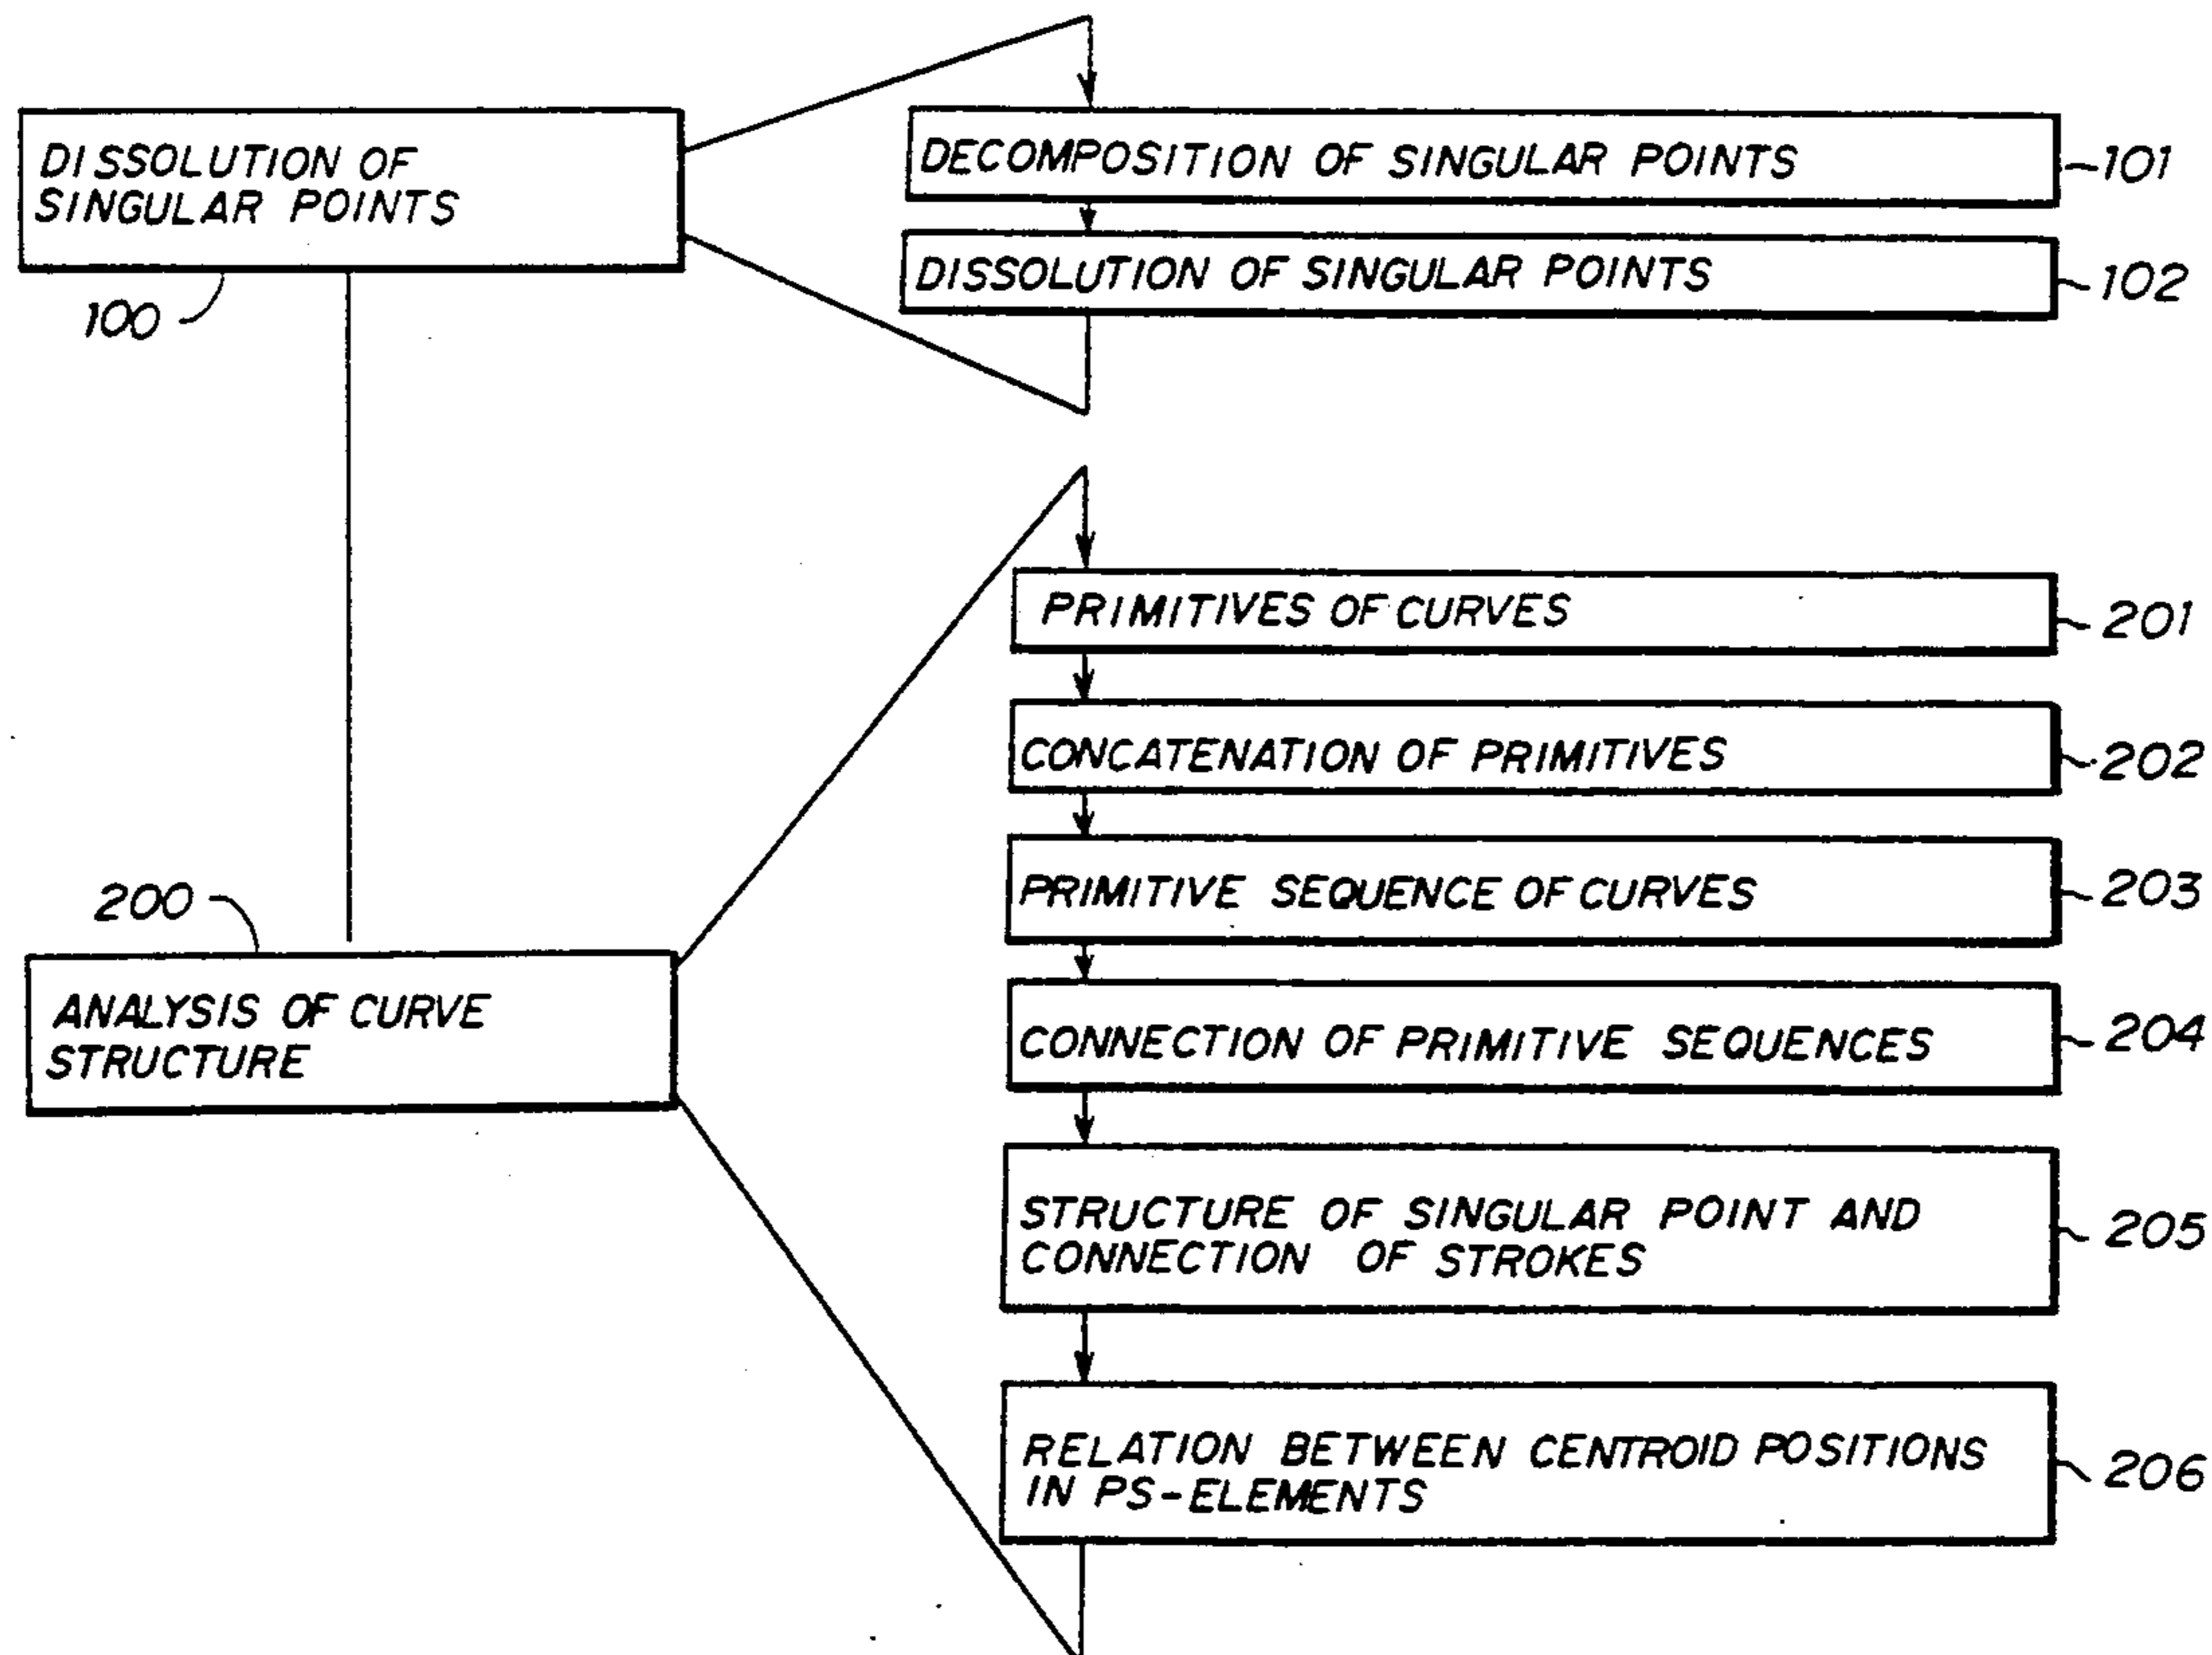 DISSOLUTION OF
SINGULAR POINTS
100
DECOMPOSITION OF SINGULAR POINTS
101
DISSOLUTION OF SINGULAR POINTS
102
200
ANALYSIS OF CURVE
STRUCTURE
PRIMITIVES OF CURVES
201
CONCATENATION OF PRIMITIVES
202
PRIMITIVE SEQUENCE OF CURVES
203
CONNECTION OF PRIMITIVE SEQUENCES
204
STRUCTURE OF SINGULAR POINT AND
CONNECTION OF STROKES
205
RELATION BETWEEN CENTROID POSITIONS
IN PS-ELEMENTS
206